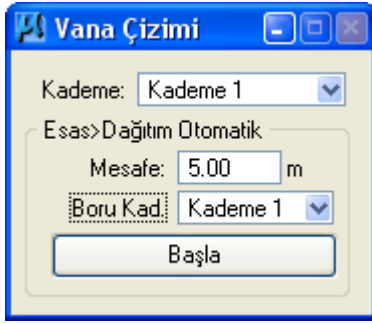 Vana Çizimi
Kademe: Kademe 1
Esas>Dağıtım Otomatik
Mesafe: 5.00 m
Boru Kad. Kademe 1
Başla